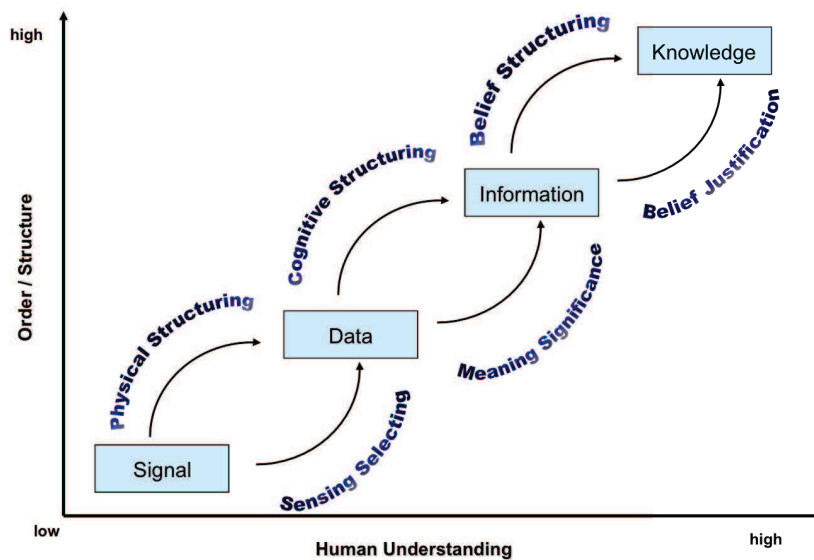 high
Belief Structuring
Knowledge
Belief Justification
Cognitive Structuring
Information
Order / Structure
Meaning Significance
Physical Structuring
Data
Sensing Selecting
Signal
low
Human Understanding
high